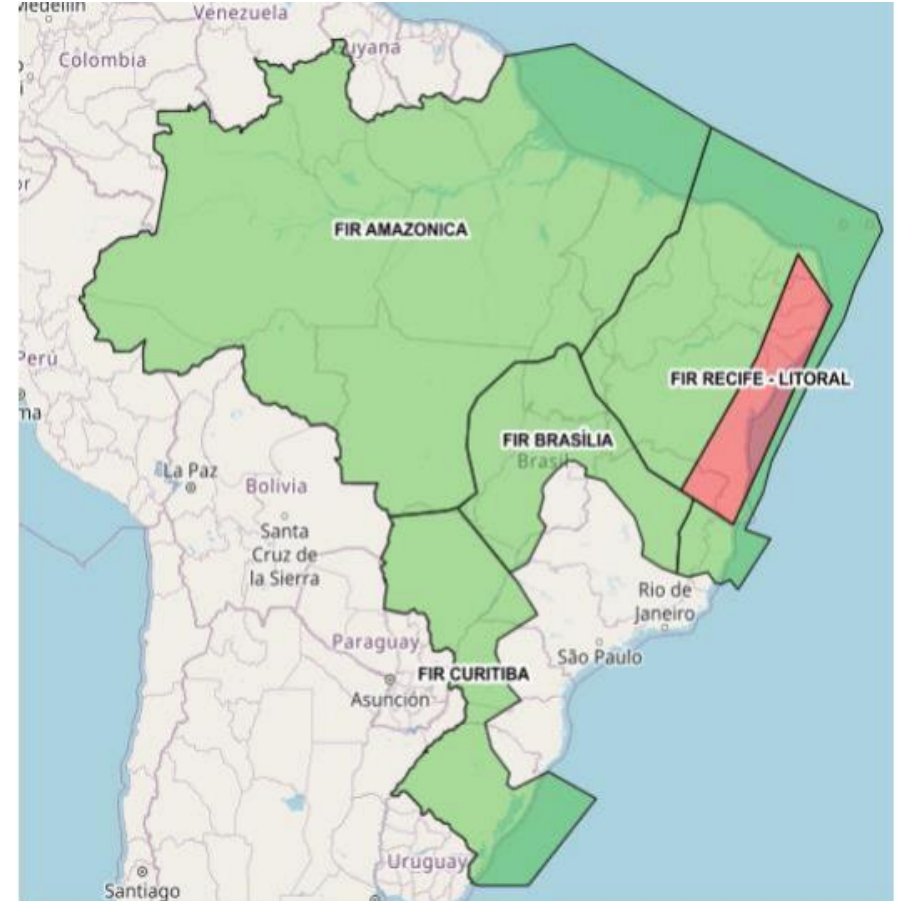 Venezuela
Colombia
FIR AMAZONICA
Perú
FIR RECIFE - LITORAL
FIR BRASÍLIA
Brasil
La Paz
Bolivia
Santa
Cruz de
la Sierra
Rio de
Janeiro
Paraguay
São Paulo
FIR CURITIBA
Asunción
Uruguay
Santiago